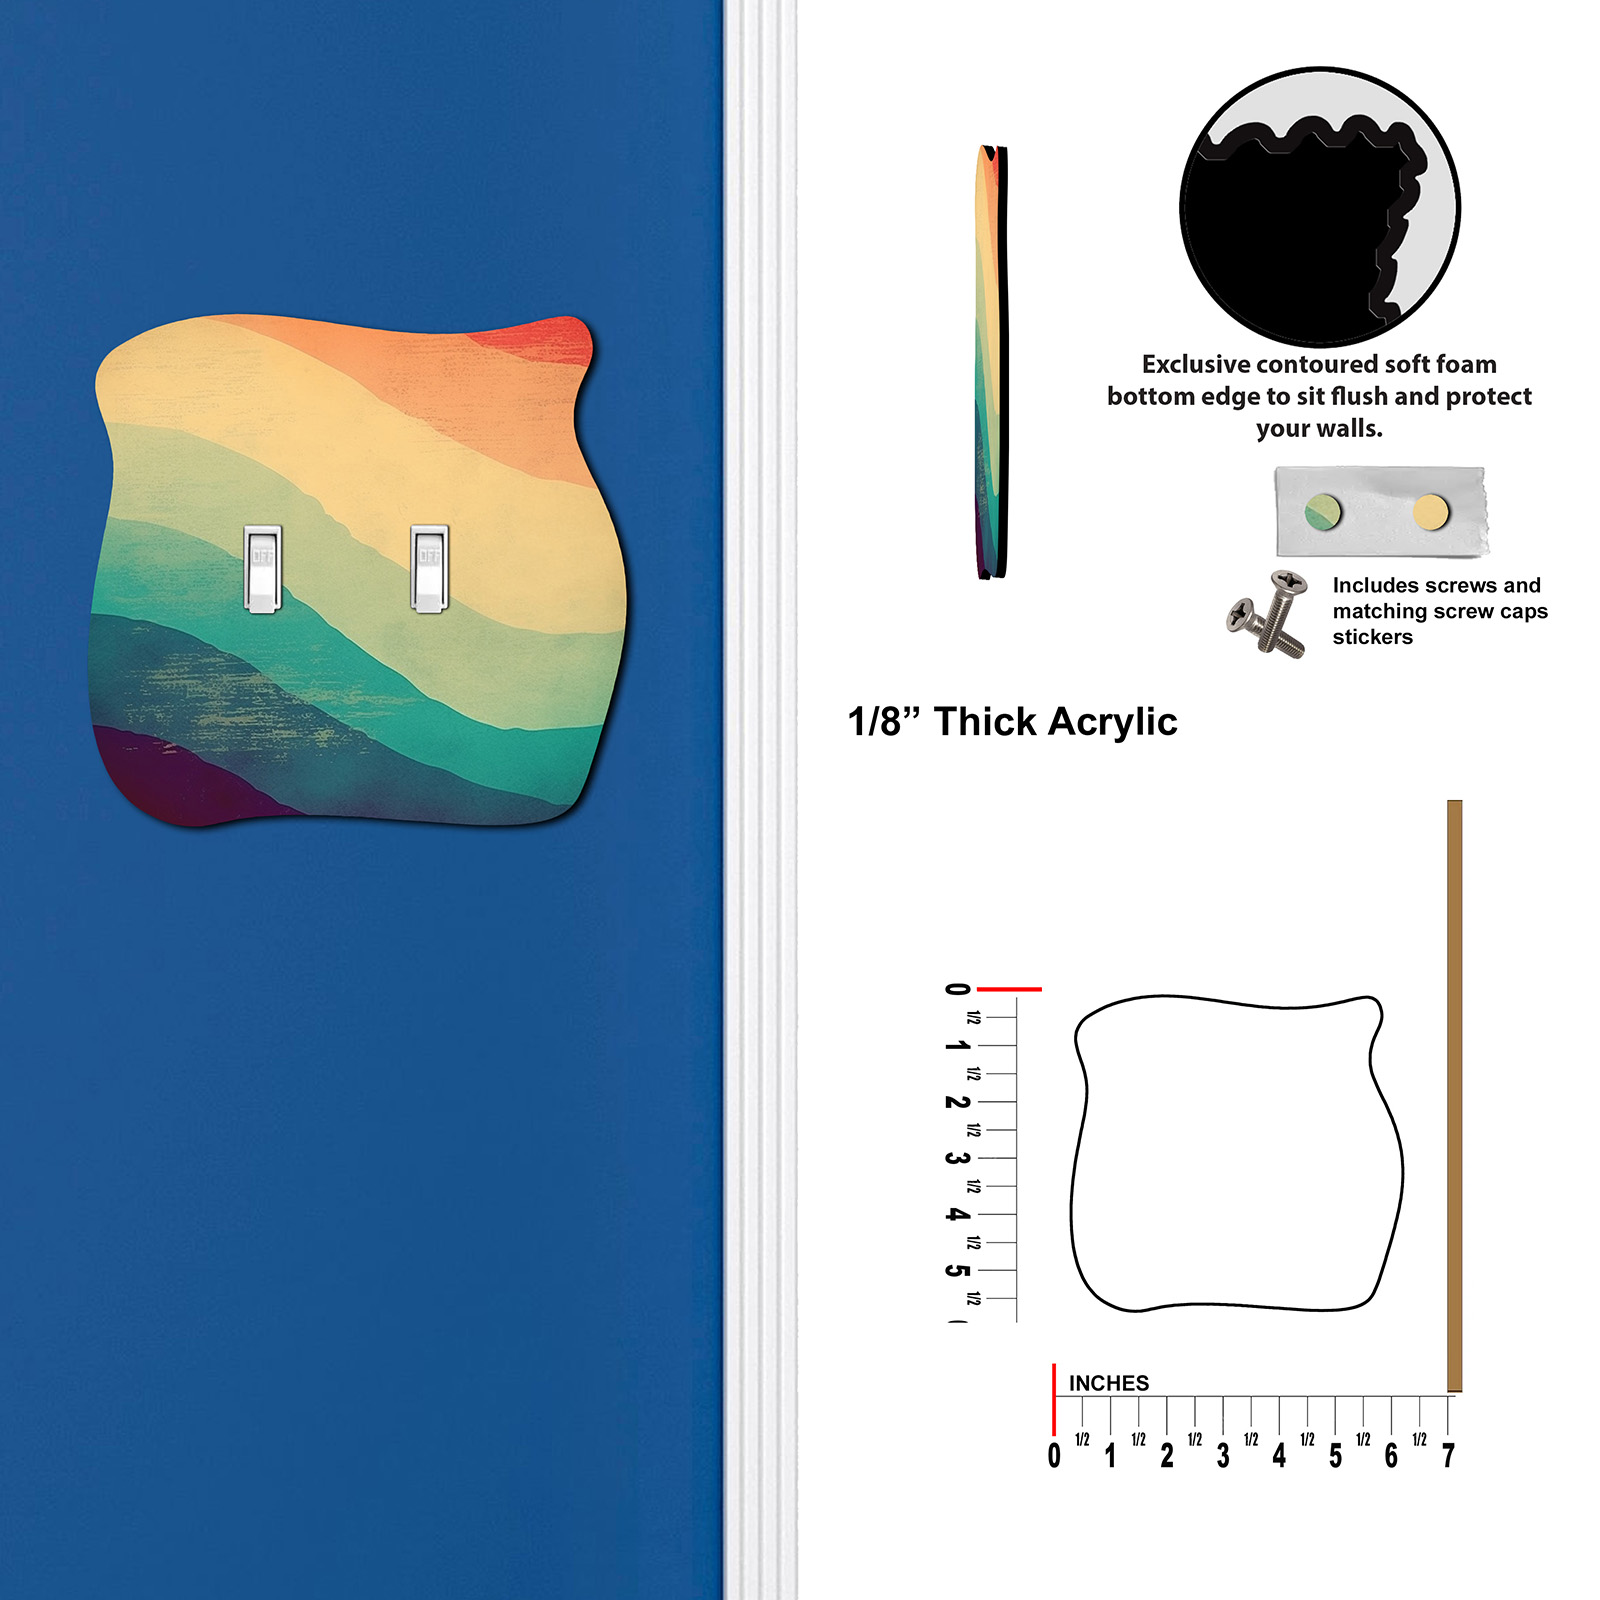 OFF OFF
Exclusive contoured soft foam
bottom edge to sit flush and protect
your walls.
Includes screws and
matching screw caps
stickers
1/8” Thick Acrylic
0
1/2
1
1/2
2
1/2
3
1/2
4
1/2
5
1/2
INCHES
0 1/2 1 1/2 2 1/2 3 1/2 4 1/2 5 1/2 6 1/2 7